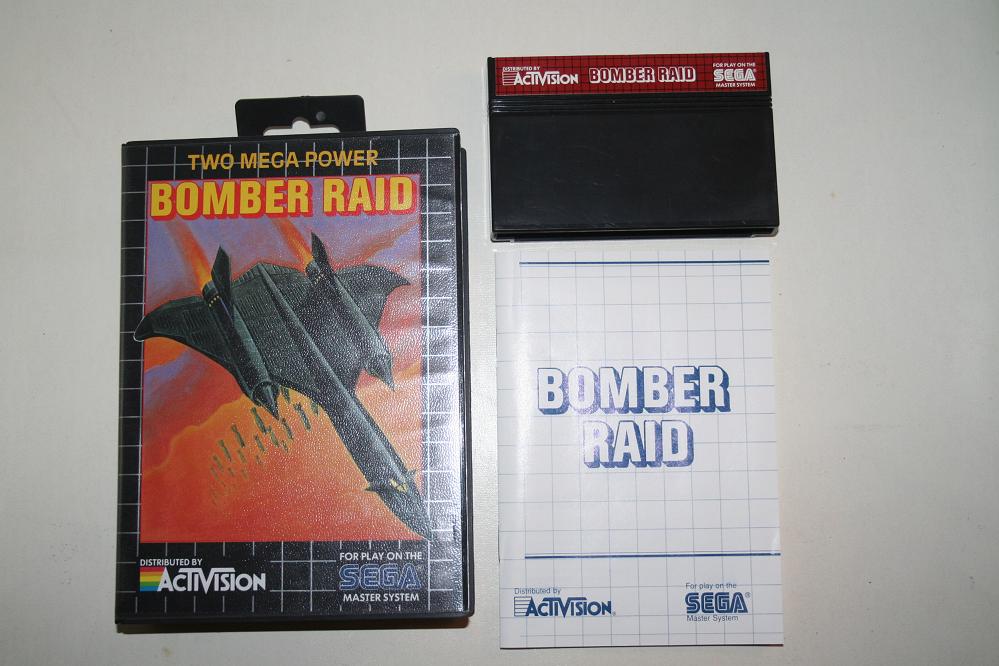 TWO MEGA POWER
BOMBER RAID
DISTRIBUTED BY
ACTIVISION
FOR PLAY ON THE
SEGA
MASTER SYSTEM
DISTRIBUTED BY
ACTIVISION
BOMBER RAID
FOR PLAY ON THE
SEGA®
MASTER SYSTEM
BOMBER
RAID
Distributed by
ACTIVISION®
For play on the
SEGA®
Master System